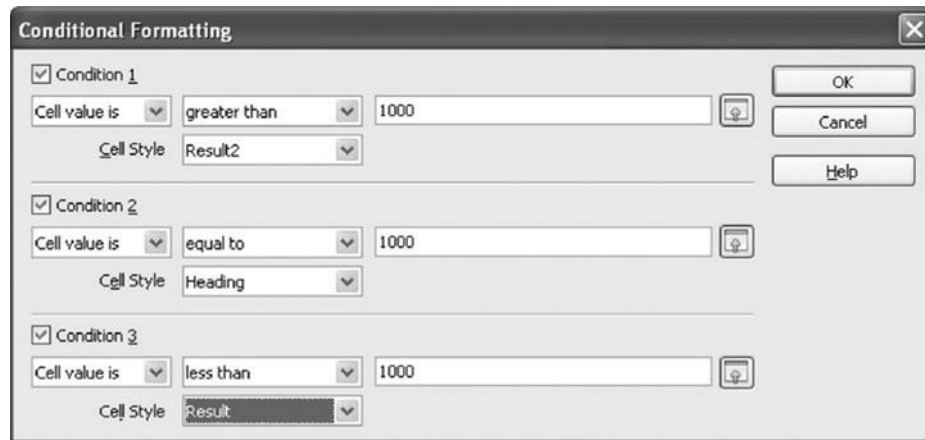 Conditional Formatting
Condition 1
Cell value is greater than 1000
Cell Style Result2
Condition 2
Cell value is equal to 1000
Cell Style Heading
Condition 3
Cell value is less than 1000
Cell Style Result
OK
Cancel
Help